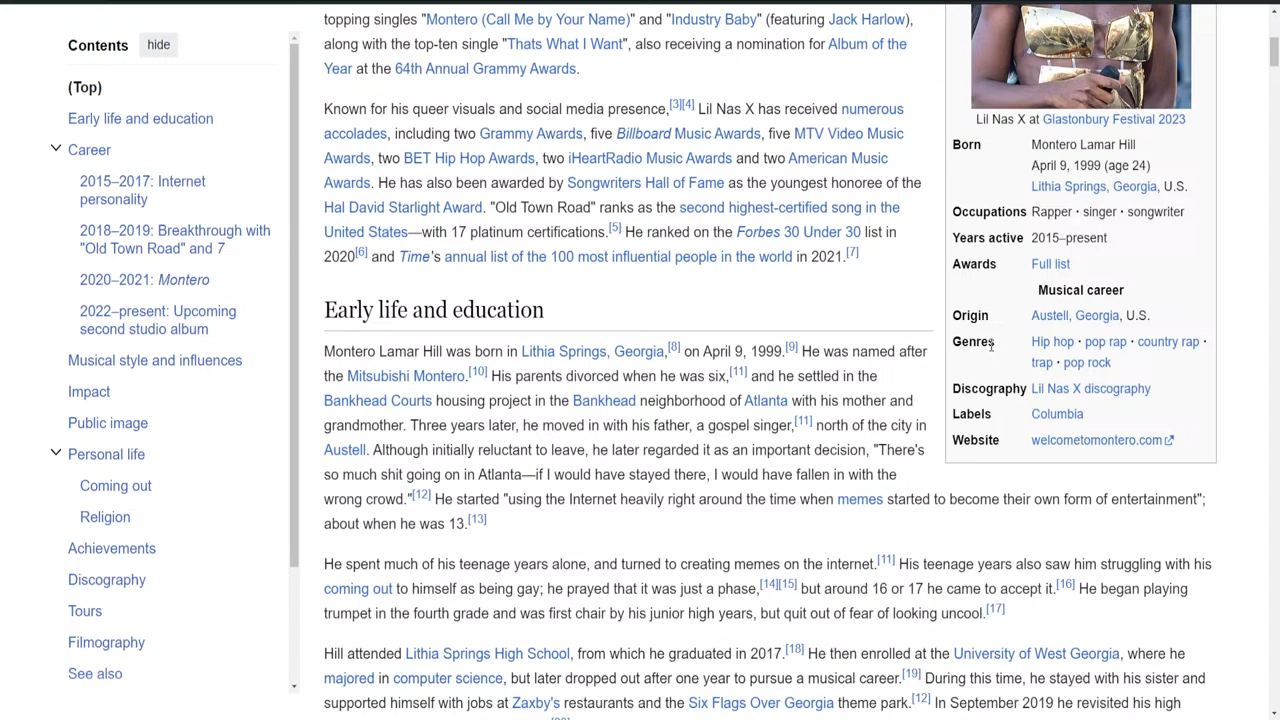 Contents hide
(Top)
Early life and education
Career
2015–2017: Internet
personality
2018–2019: Breakthrough with
"Old Town Road" and 7
2020–2021: Montero
2022–present: Upcoming
second studio album
Musical style and influences
Impact
Public image
Personal life
Coming out
Religion
Achievements
Discography
Tours
Filmography
See also
topping singles "Montero (Call Me by Your Name)" and "Industry Baby" (featuring Jack Harlow),
along with the top-ten single "Thats What I Want", also receiving a nomination for Album of the
Year at the 64th Annual Grammy Awards.
Known for his queer visuals and social media presence,[3][4] Lil Nas X has received numerous
accolades, including two Grammy Awards, five Billboard Music Awards, five MTV Video Music
Awards, two BET Hip Hop Awards, two iHeartRadio Music Awards and two American Music
Awards. He has also been awarded by Songwriters Hall of Fame as the youngest honoree of the
Hal David Starlight Award. "Old Town Road" ranks as the second highest-certified song in the
United States—with 17 platinum certifications.[5] He ranked on the Forbes 30 Under 30 list in
2020[6] and Time's annual list of the 100 most influential people in the world in 2021.[7]
Early life and education
Montero Lamar Hill was born in Lithia Springs, Georgia,[8] on April 9, 1999.[9] He was named after
the Mitsubishi Montero.[10] His parents divorced when he was six,[11] and he settled in the
Bankhead Courts housing project in the Bankhead neighborhood of Atlanta with his mother and
grandmother. Three years later, he moved in with his father, a gospel singer,[11] north of the city in
Austell. Although initially reluctant to leave, he later regarded it as an important decision, "There's
so much shit going on in Atlanta—if I would have stayed there, I would have fallen in with the
wrong crowd."[12] He started "using the Internet heavily right around the time when memes started to become their own form of entertainment";
about when he was 13.[13]
He spent much of his teenage years alone, and turned to creating memes on the internet.[11] His teenage years also saw him struggling with his
coming out to himself as being gay; he prayed that it was just a phase,[14][15] but around 16 or 17 he came to accept it.[16] He began playing
trumpet in the fourth grade and was first chair by his junior high years, but quit out of fear of looking uncool.[17]
Hill attended Lithia Springs High School, from which he graduated in 2017.[18] He then enrolled at the University of West Georgia, where he
majored in computer science, but later dropped out after one year to pursue a musical career.[19] During this time, he stayed with his sister and
supported himself with jobs at Zaxby's restaurants and the Six Flags Over Georgia theme park.[12] In September 2019 he revisited his high
Lil Nas X at Glastonbury Festival 2023
Born Montero Lamar Hill
April 9, 1999 (age 24)
Lithia Springs, Georgia, U.S.
Occupations Rapper · singer · songwriter
Years active 2015–present
Awards Full list
Musical career
Origin Austell, Georgia, U.S.
Genres Hip hop · pop rap · country rap ·
trap · pop rock
Discography Lil Nas X discography
Labels Columbia
Website welcometomontero.com